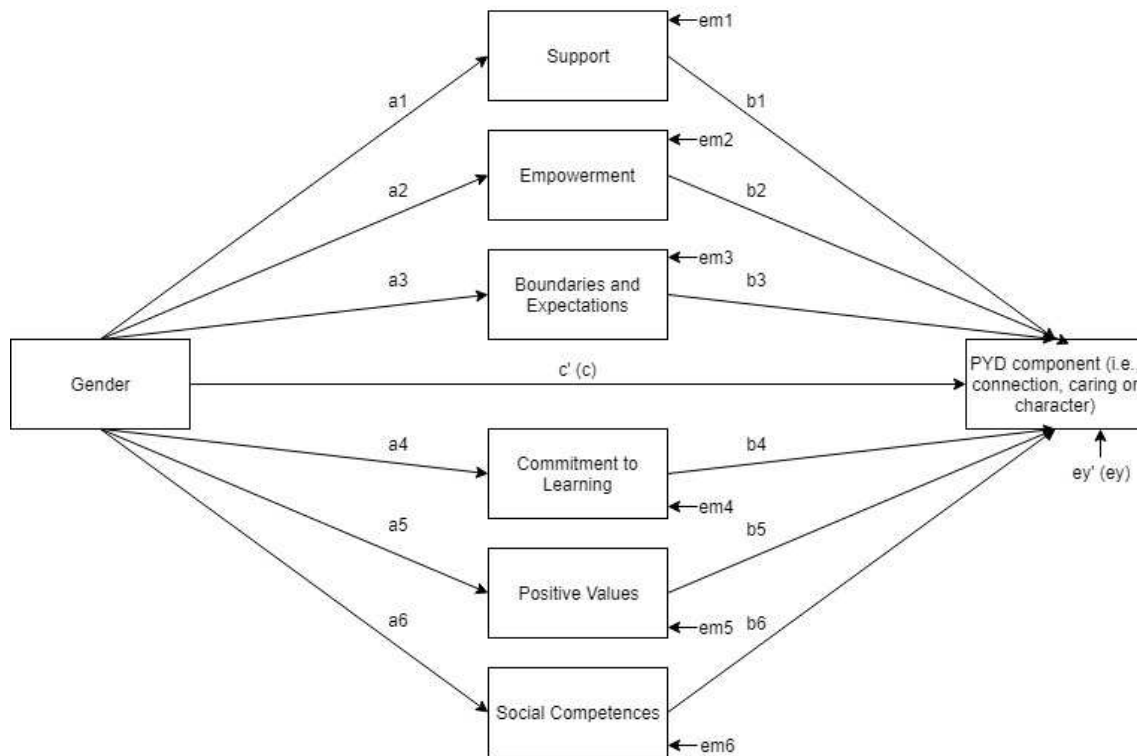 em1
Support
a1
b1
em2
Empowerment
a2
b2
em3
Boundaries and
Expectations
a3
b3
Gender
c' (c)
PYD component (i.e.,
connection, caring or
character)
ey' (ey)
a4
Commitment to
Learning
b4
em4
a5
b5
Positive Values
em5
a6
b6
Social Competences
em6